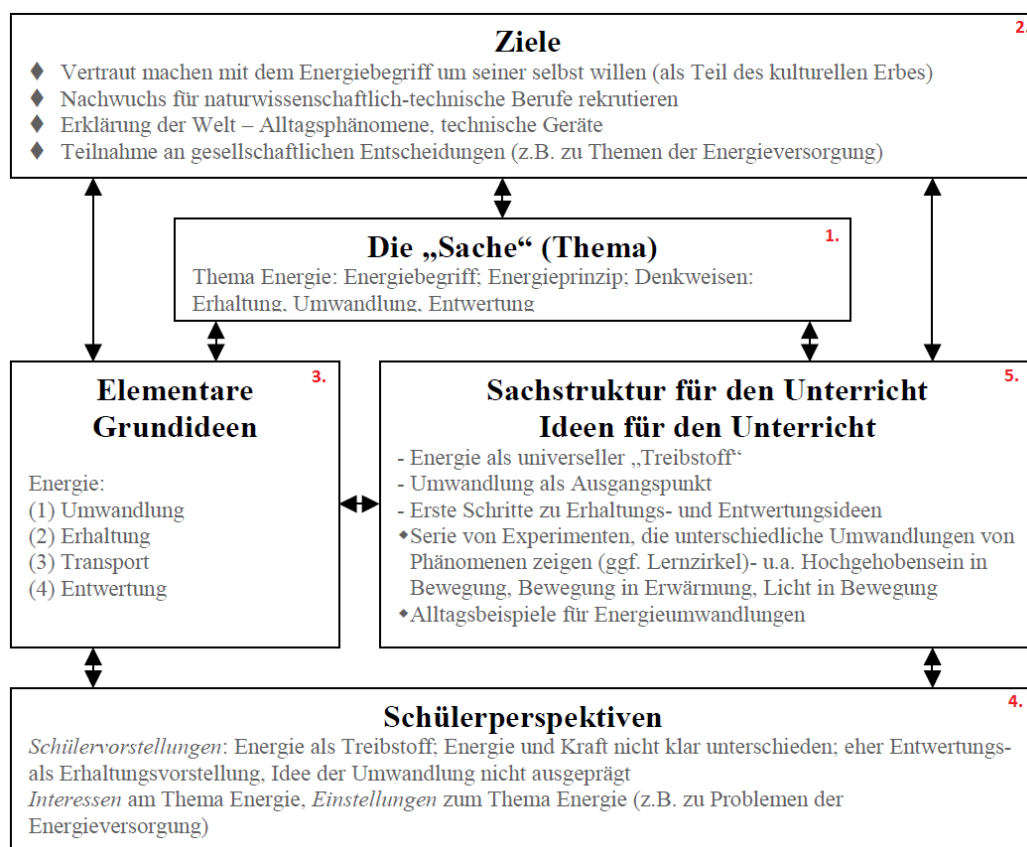 2.
Ziele
♦ Vertraut machen mit dem Energiebegriff um seiner selbst willen (als Teil des kulturellen Erbes)
♦ Nachwuchs für naturwissenschaftlich-technische Berufe rekrutieren
♦ Erklärung der Welt – Alltagsphänomene, technische Geräte
♦ Teilnahme an gesellschaftlichen Entscheidungen (z.B. zu Themen der Energieversorgung)
1.
Die „Sache“ (Thema)
Thema Energie: Energiebegriff; Energieprinzip; Denkweisen:
Erhaltung, Umwandlung, Entwertung
3.
Elementare
Grundideen
Energie:
(1) Umwandlung
(2) Erhaltung
(3) Transport
(4) Entwertung
5.
Sachstruktur für den Unterricht
Ideen für den Unterricht
- Energie als universeller „Treibstoff“
- Umwandlung als Ausgangspunkt
- Erste Schritte zu Erhaltungs- und Entwertungsideen
♦Serie von Experimenten, die unterschiedliche Umwandlungen von
Phänomenen zeigen (ggf. Lernzirkel)- u.a. Hochgehobensein in
Bewegung, Bewegung in Erwärmung, Licht in Bewegung
♦Alltagsbeispiele für Energieumwandlungen
4.
Schülerperspektiven
Schülervorstellungen: Energie als Treibstoff; Energie und Kraft nicht klar unterschieden; eher Entwertungs-
als Erhaltungsvorstellung, Idee der Umwandlung nicht ausgeprägt
Interessen am Thema Energie, Einstellungen zum Thema Energie (z.B. zu Problemen der
Energieversorgung)